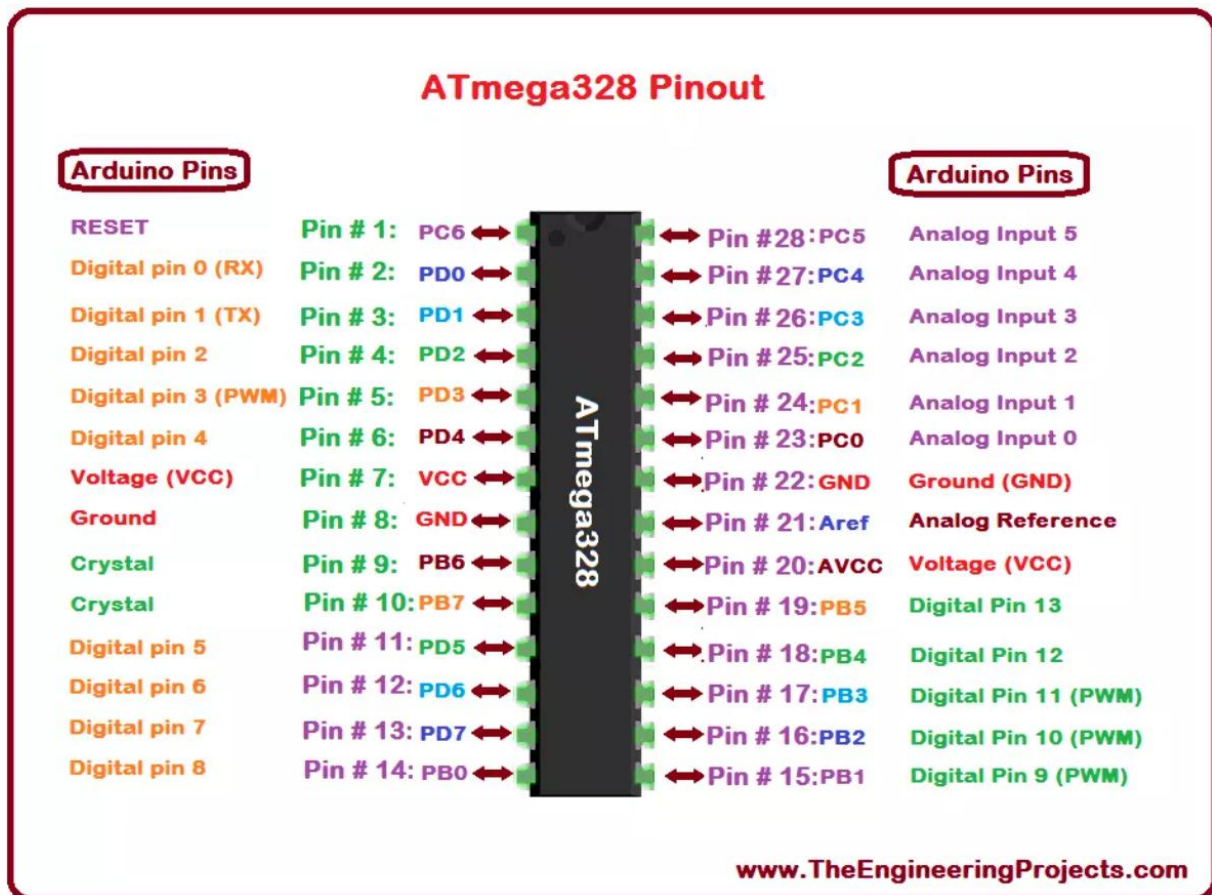 ATmega328 Pinout
Arduino Pins Arduino Pins
RESET Pin # 1: PC6 Pin #28:PC5 Analog Input 5
Digital pin 0 (RX) Pin # 2: PD0 Pin #27:PC4 Analog Input 4
Digital pin 1 (TX) Pin # 3: PD1 Pin # 26:PC3 Analog Input 3
Digital pin 2 Pin # 4: PD2 Pin # 25:PC2 Analog Input 2
Digital pin 3 (PWM) Pin # 5: PD3 Pin # 24:PC1 Analog Input 1
Digital pin 4 Pin # 6: PD4 Pin # 23:PC0 Analog Input 0
Voltage (VCC) Pin # 7: VCC Pin # 22:GND Ground (GND)
Ground Pin # 8: GND Pin # 21:Aref Analog Reference
Crystal Pin # 9: PB6 Pin # 20:AVCC Voltage (VCC)
Crystal Pin # 10:PB7 Pin # 19:PB5 Digital Pin 13
Digital pin 5 Pin # 11: PD5 Pin # 18:PB4 Digital Pin 12
Digital pin 6 Pin # 12: PD6 Pin # 17:PB3 Digital Pin 11 (PWM)
Digital pin 7 Pin # 13: PD7 Pin # 16:PB2 Digital Pin 10 (PWM)
Digital pin 8 Pin # 14: PB0 Pin # 15:PB1 Digital Pin 9 (PWM)
ATmega328
www.TheEngineeringProjects.com